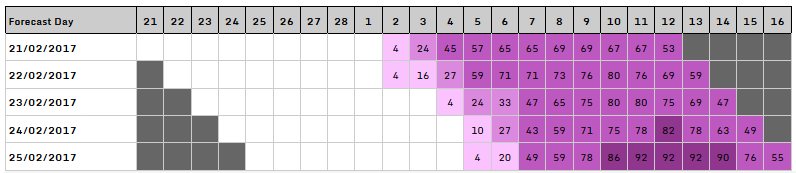 Forecast Day 21 22 23 24 25 26 27 28 1 2 3 4 5 6 7 8 9 10 11 12 13 14 15 16
21/02/2017 4 24 45 57 65 65 69 69 67 67 53
22/02/2017 4 16 27 59 71 71 73 76 80 76 69 59
23/02/2017 4 24 33 47 65 75 80 80 75 69 47
24/02/2017 10 27 43 59 71 75 78 82 78 63 49
25/02/2017 4 20 49 59 78 86 92 92 92 90 76 55